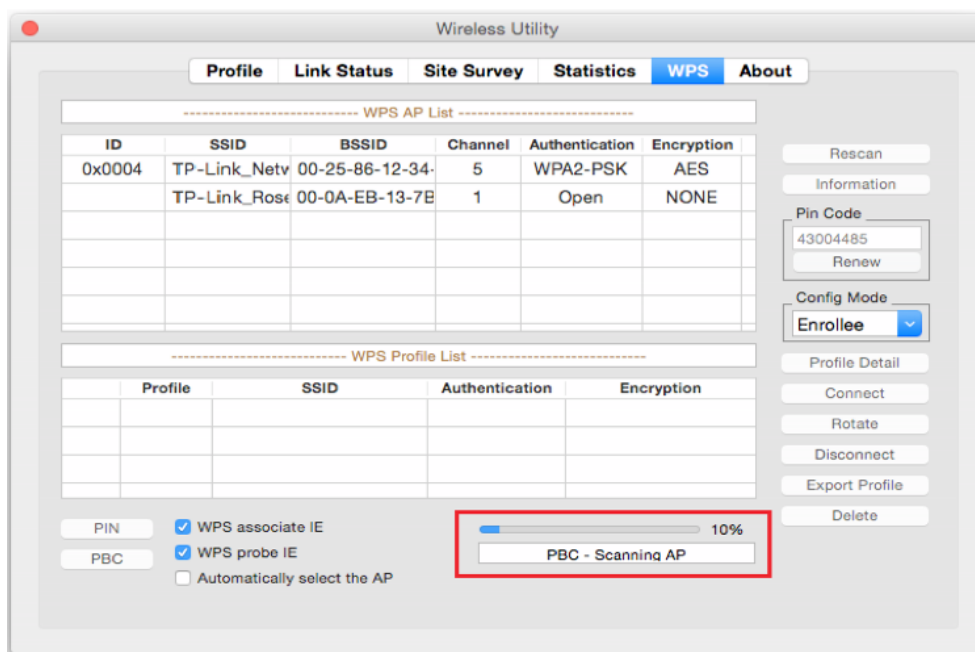 Wireless Utility
Profile Link Status Site Survey Statistics WPS About
---------------------------- WPS AP List ----------------------------
ID SSID BSSID Channel Authentication Encryption
0x0004 TP-Link_Netw 00-25-86-12-34- 5 WPA2-PSK AES
TP-Link_Rose 00-0A-EB-13-7B 1 Open NONE
Rescan
Information
Pin Code
43004485
Renew
Config Mode
Enrollee
---------------------------- WPS Profile List ----------------------------
Profile SSID Authentication Encryption
Profile Detail
Connect
Rotate
Disconnect
Export Profile
Delete
PIN
PBC
WPS associate IE
WPS probe IE
Automatically select the AP
10%
PBC - Scanning AP